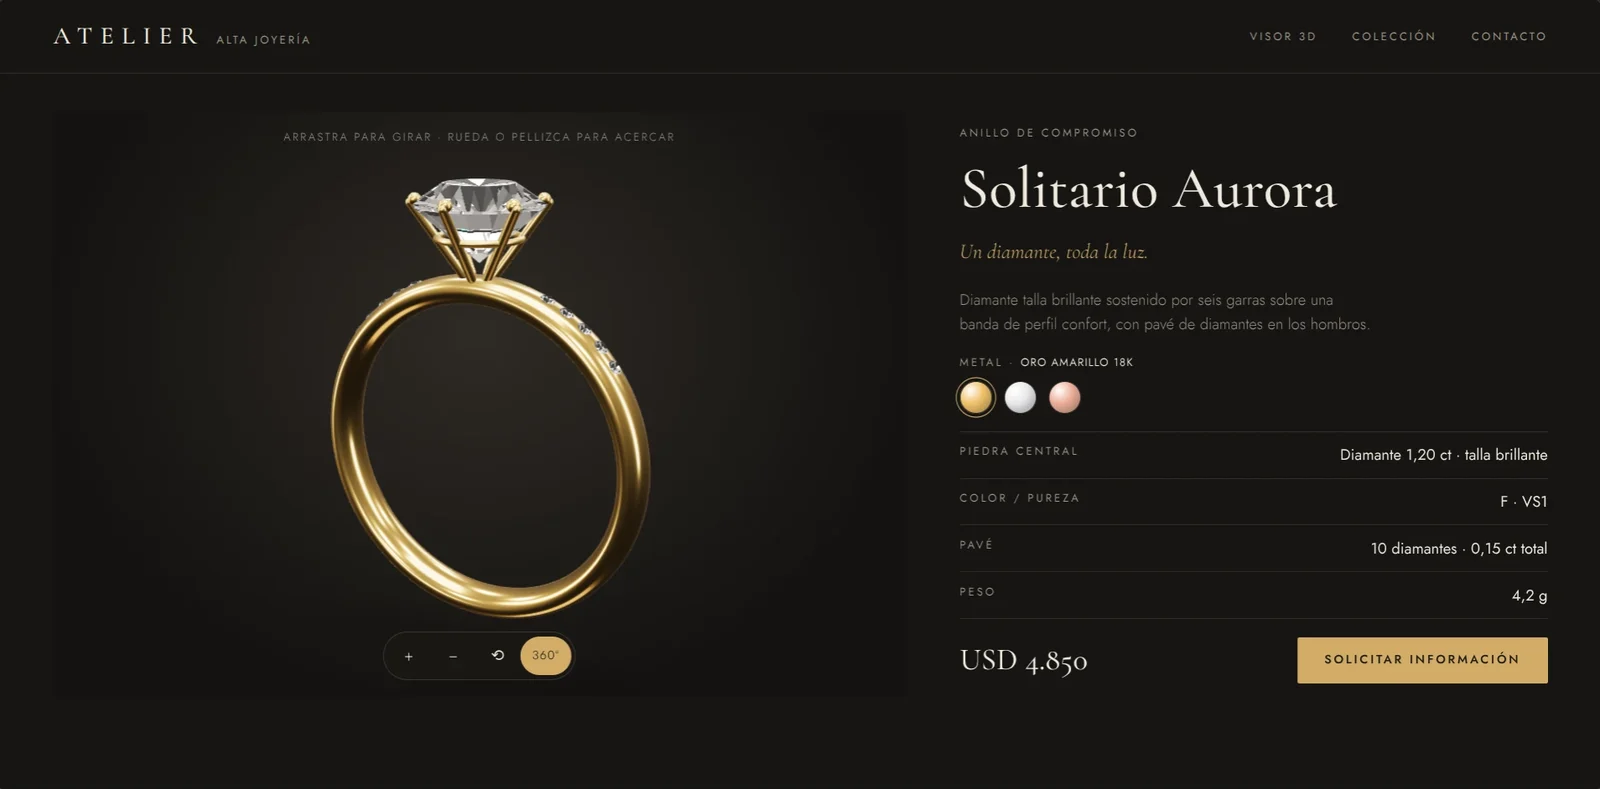 ATELIER ALTA JOYERÍA
VISOR 3D COLECCIÓN CONTACTO
ARRASTRA PARA GIRAR · RUEDA O PELLIZCA PARA ACERCAR
+ − ⟲ 360°
ANILLO DE COMPROMISO
Solitario Aurora
Un diamante, toda la luz.
Diamante talla brillante sostenido por seis garras sobre una
banda de perfil confort, con pavé de diamantes en los hombros.
METAL · ORO AMARILLO 18K
PIEDRA CENTRAL Diamante 1,20 ct · talla brillante
COLOR / PUREZA F · VS1
PAVÉ 10 diamantes · 0,15 ct total
PESO 4,2 g
USD 4.850 SOLICITAR INFORMACIÓN